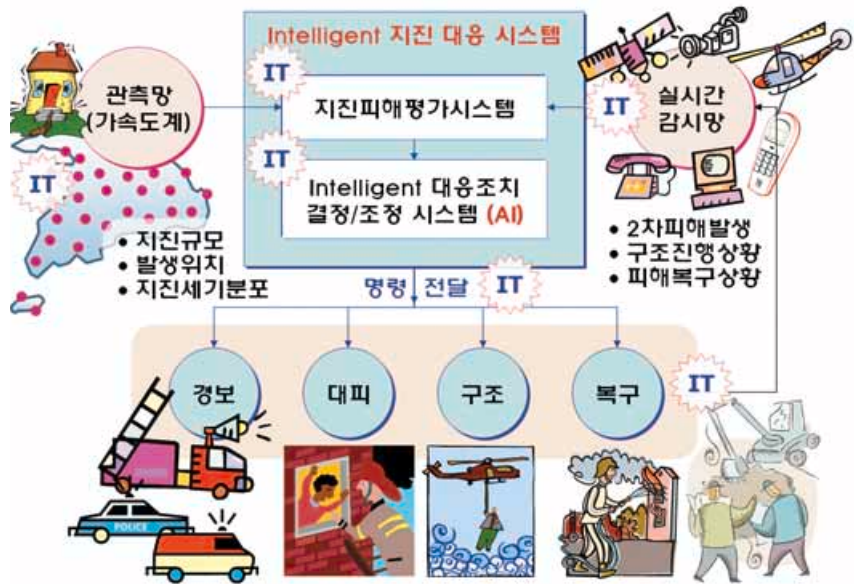 Intelligent 지진 대응 시스템
IT
관측망
(가속도계)
지진피해평가시스템
IT
실시간
감시망
IT
IT
Intelligent 대응조치
결정/조정 시스템 (AI)
• 지진규모
• 발생위치
• 지진세기분포
• 2차피해발생
• 구조진행상황
• 피해복구상황
명령 전달
IT
경보
대피
구조
복구
IT
POLICE